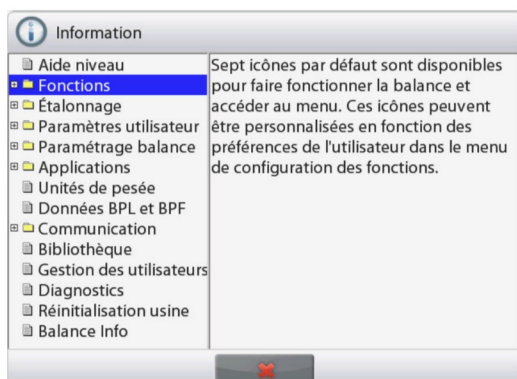 Information
Aide niveau
Fonctions
Étalonnage
Paramètres utilisateur
Paramétrage balance
Applications
Unités de pesée
Données BPL et BPF
Communication
Bibliothèque
Gestion des utilisateurs
Diagnostics
Réinitialisation usine
Balance Info
Sept icônes par défaut sont disponibles
pour faire fonctionner la balance et
accéder au menu. Ces icônes peuvent
être personnalisées en fonction des
préférences de l'utilisateur dans le menu
de configuration des fonctions.